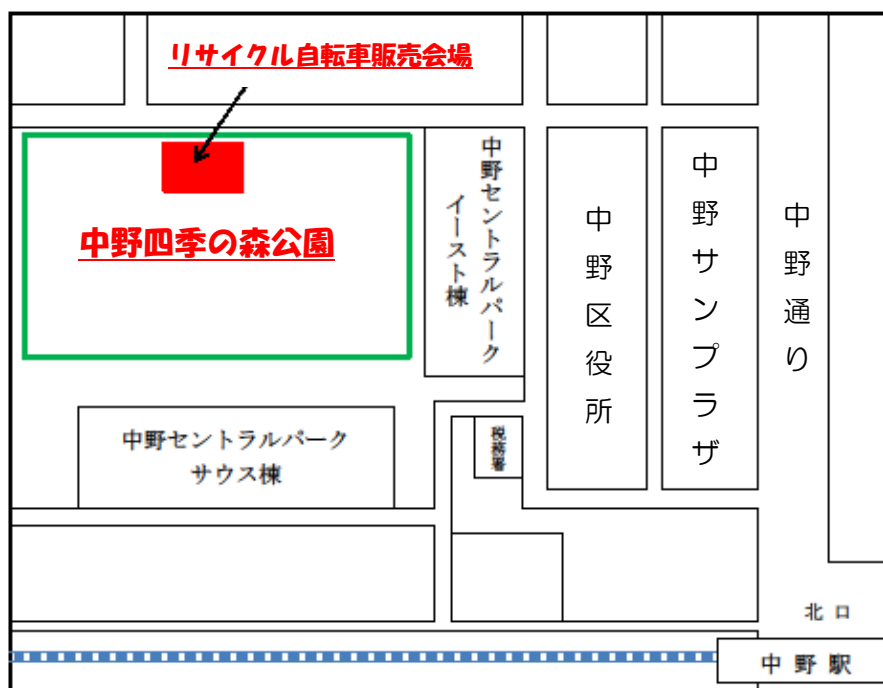 リサイクル自転車販売会場
中野四季の森公園
中野セントラルパーク
イースト棟
中野区役所
中野サンプラザ
中野通り
中野セントラルパーク
サウス棟
税務署
北口
中野駅